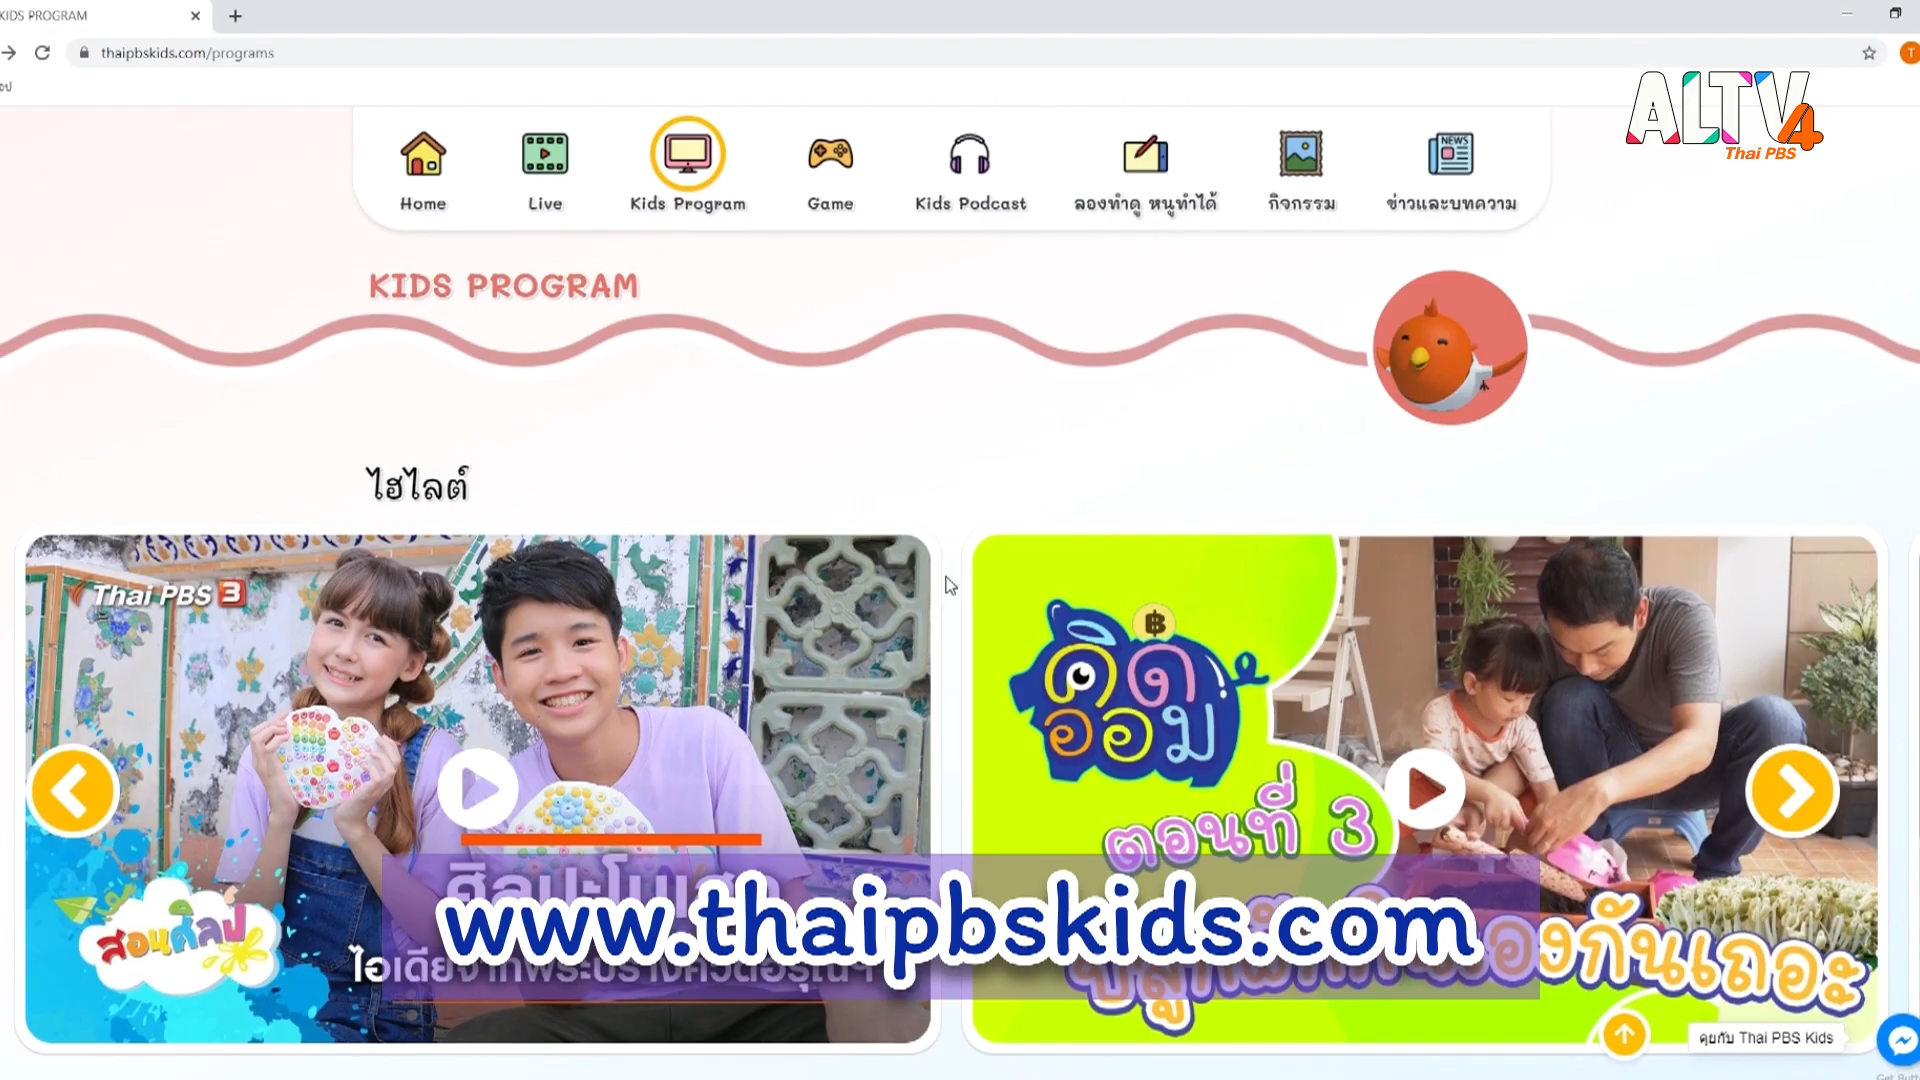 KIDS PROGRAM
thaipbskids.com/programs
ALTV4
Thai PBS
NEWS
Home
Live
Kids Program
Game
Kids Podcast
ลองทำดู หนูทำได้
กิจกรรม
ข่าวและบทความ
KIDS PROGRAM
ไฮไลต์
Thai PBS 3
฿
คิด
ออม
ตอนที่ 3
สอนศิลป์
www.thaipbskids.com
คุยกับ Thai PBS Kids